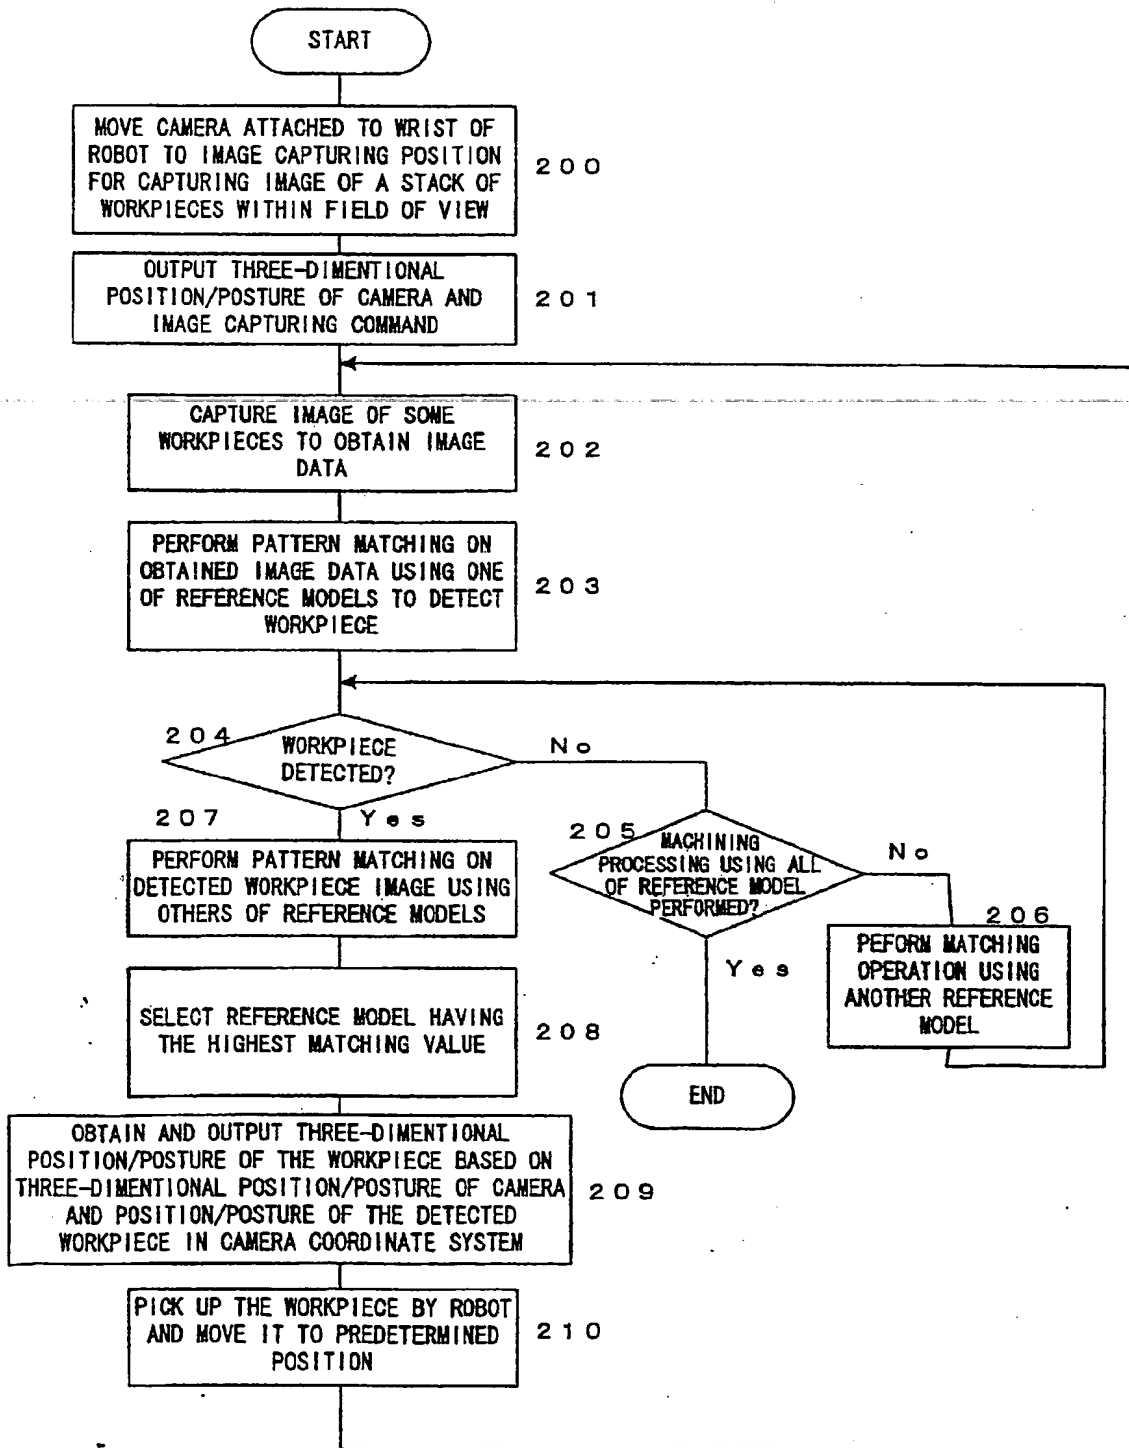 START
MOVE CAMERA ATTACHED TO WRIST OF
ROBOT TO IMAGE CAPTURING POSITION
FOR CAPTURING IMAGE OF A STACK OF
WORKPIECES WITHIN FIELD OF VIEW
200
OUTPUT THREE-DIMENTIONAL
POSITION/POSTURE OF CAMERA AND
IMAGE CAPTURING COMMAND
201
CAPTURE IMAGE OF SOME
WORKPIECES TO OBTAIN IMAGE
DATA
202
PERFORM PATTERN MATCHING ON
OBTAINED IMAGE DATA USING ONE
OF REFERENCE MODELS TO DETECT
WORKPIECE
203
204
WORKPIECE
DETECTED?
No
Yes
205
MACHINING
PROCESSING USING ALL
OF REFERENCE MODEL
PERFORMED?
No
Yes
206
PEFORM MATCHING
OPERATION USING
ANOTHER REFERENCE
MODEL
END
207
PERFORM PATTERN MATCHING ON
DETECTED WORKPIECE IMAGE USING
OTHERS OF REFERENCE MODELS
SELECT REFERENCE MODEL HAVING
THE HIGHEST MATCHING VALUE
208
OBTAIN AND OUTPUT THREE-DIMENTIONAL
POSITION/POSTURE OF THE WORKPIECE BASED ON
THREE-DIMENTIONAL POSITION/POSTURE OF CAMERA
AND POSITION/POSTURE OF THE DETECTED
WORKPIECE IN CAMERA COORDINATE SYSTEM
209
PICK UP THE WORKPIECE BY ROBOT
AND MOVE IT TO PREDETERMINED
POSITION
210